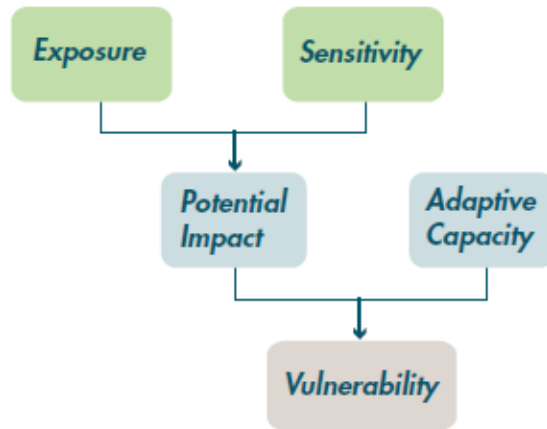 Exposure
Sensitivity
Potential
Impact
Adaptive
Capacity
Vulnerability